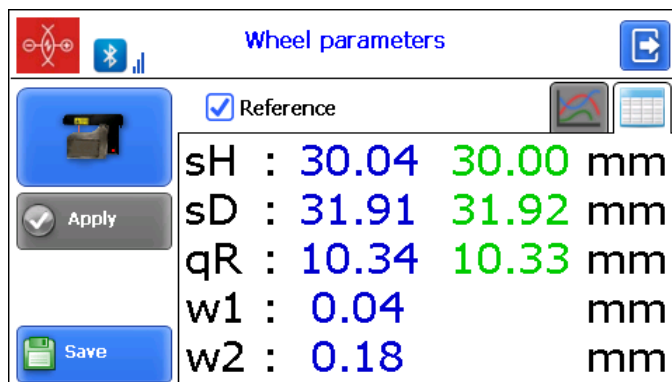 Wheel parameters
Reference
sH : 30.04 30.00 mm
Apply
sD : 31.91 31.92 mm
qR : 10.34 10.33 mm
w1 : 0.04 mm
Save
w2 : 0.18 mm